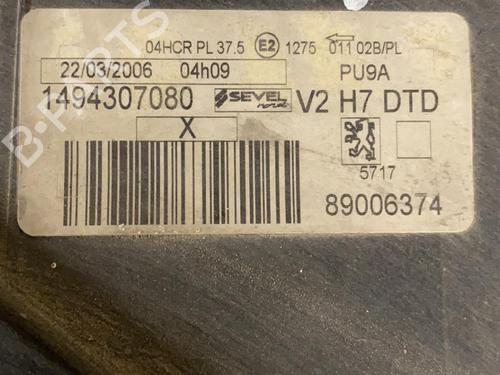 04HCR PL 37.5 E2 1275 011 02B/PL
22/03/2006 04h09 PU9A
1494307080 SEVEL nord V2 H7 DTD
X
5717
89006374
B-PARTS